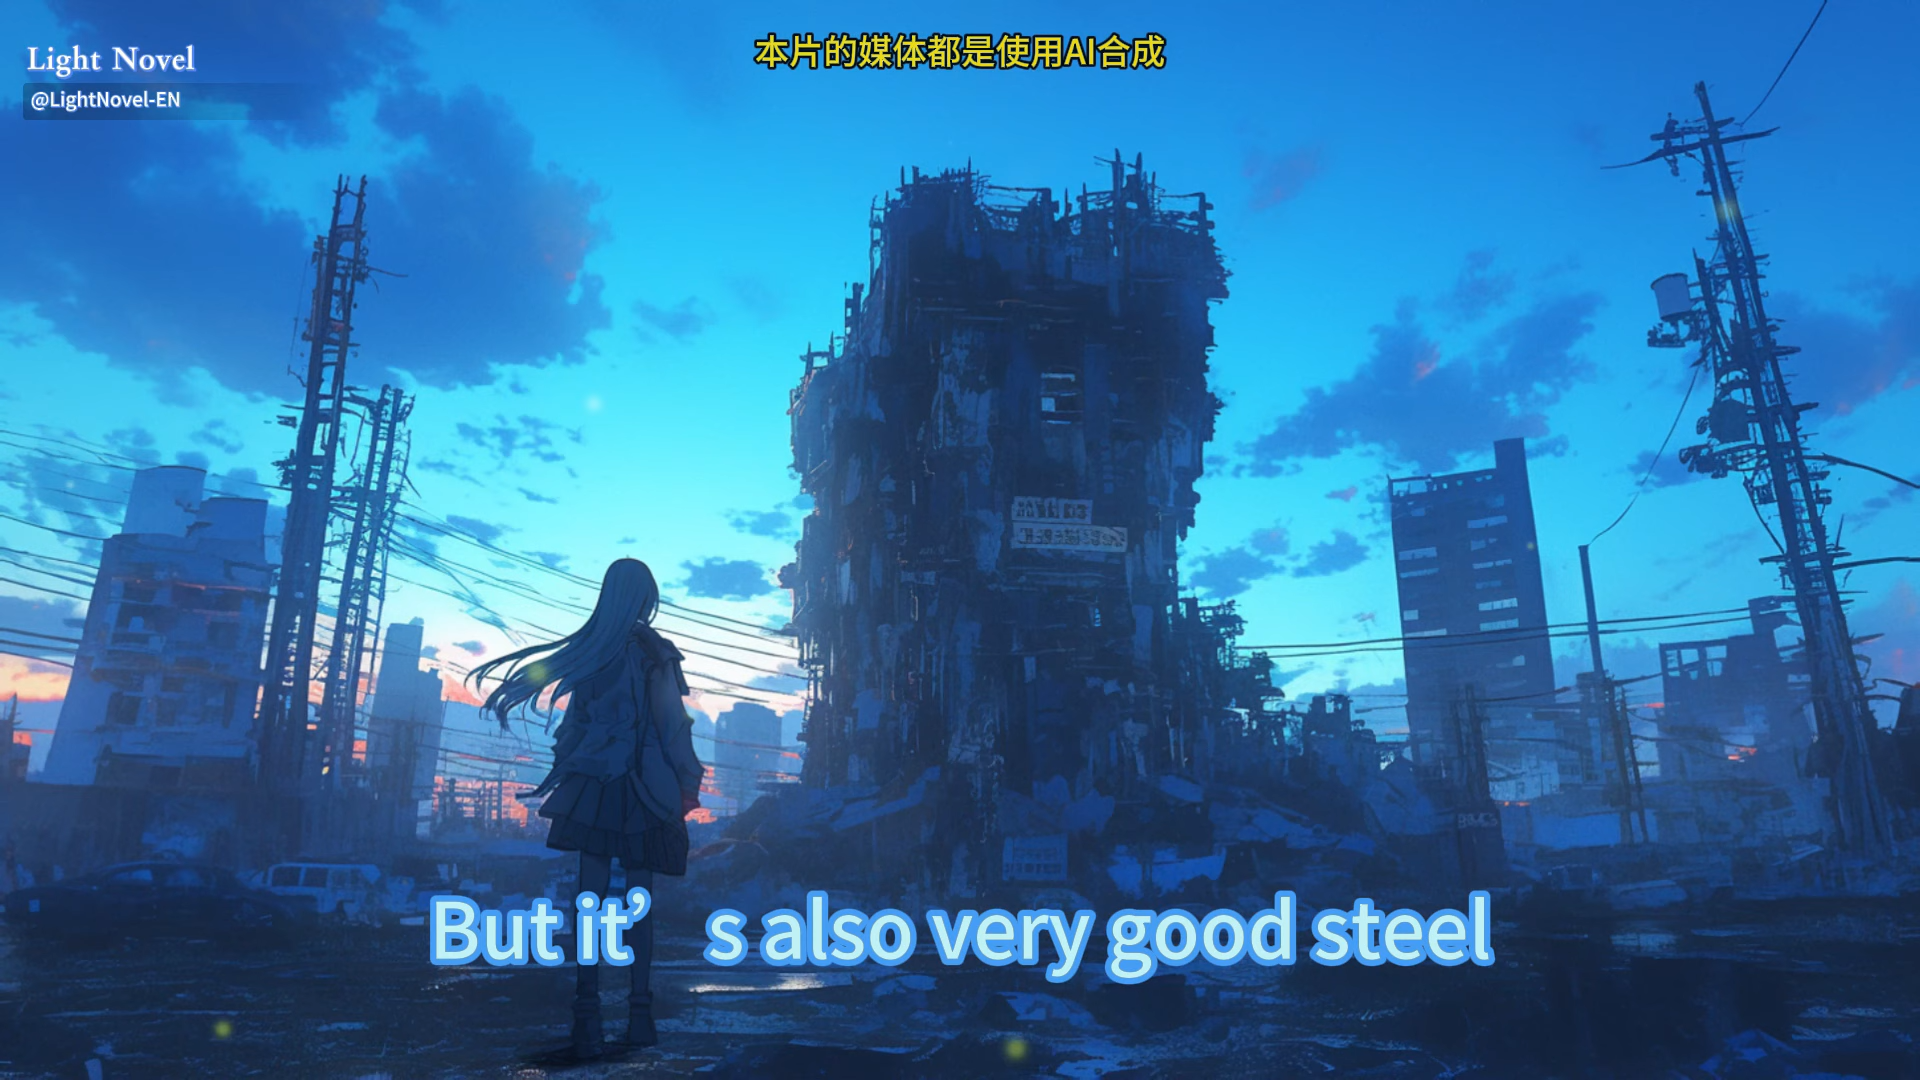 本片的媒体都是使用AI合成
Light Novel
@LightNovel-EN
But it’s also very good steel